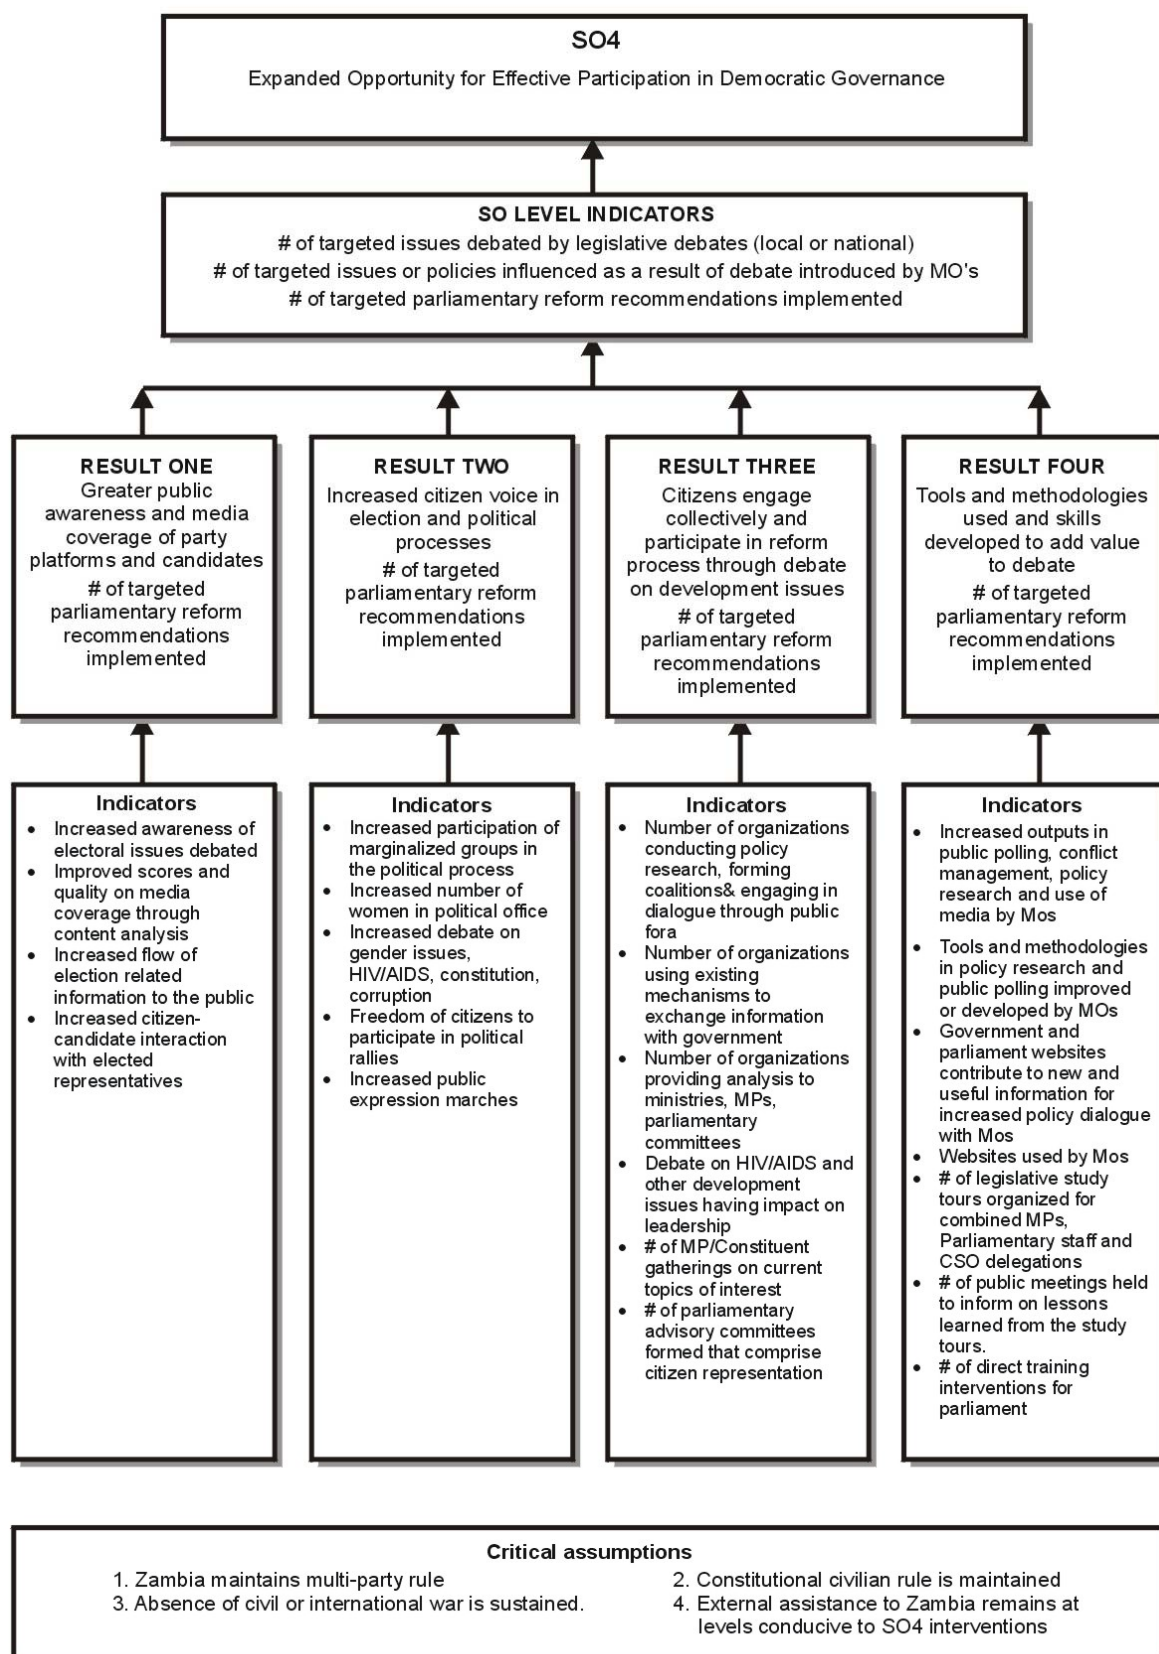 SO4
Expanded Opportunity for Effective Participation in Democratic Governance
SO LEVEL INDICATORS
# of targeted issues debated by legislative debates (local or national)
# of targeted issues or policies influenced as a result of debate introduced by MO's
# of targeted parliamentary reform recommendations implemented
RESULT ONE
Greater public
awareness and media
coverage of party
platforms and candidates
# of targeted
parliamentary reform
recommendations
implemented
RESULT TWO
Increased citizen voice in
election and political
processes
# of targeted
parliamentary reform
recommendations
implemented
RESULT THREE
Citizens engage
collectively and
participate in reform
process through debate
on development issues
# of targeted
parliamentary reform
recommendations
implemented
RESULT FOUR
Tools and methodologies
used and skills
developed to add value
to debate
# of targeted
parliamentary reform
recommendations
implemented
Indicators
• Increased awareness of
electoral issues debated
• Improved scores and
quality on media
coverage through
content analysis
• Increased flow of
election related
information to the public
• Increased citizen-
candidate interaction
with elected
representatives
Indicators
• Increased participation of
marginalized groups in
the political process
• Increased number of
women in political office
• Increased debate on
gender issues,
HIV/AIDS, constitution,
corruption
• Freedom of citizens to
participate in political
rallies
• Increased public
expression marches
Indicators
• Number of organizations
conducting policy
research, forming
coalitions& engaging in
dialogue through public
fora
• Number of organizations
using existing
mechanisms to
exchange information
with government
• Number of organizations
providing analysis to
ministries, MPs,
parliamentary
committees
• Debate on HIV/AIDS and
other development
issues having impact on
leadership
• # of MP/Constituent
gatherings on current
topics of interest
• # of parliamentary
advisory committees
formed that comprise
citizen representation
Indicators
• Increased outputs in
public polling, conflict
management, policy
research and use of
media by Mos
• Tools and methodologies
in policy research and
public polling improved
or developed by MOs
• Government and
parliament websites
contribute to new and
useful information for
increased policy dialogue
with Mos
• Websites used by Mos
• # of legislative study
tours organized for
combined MPs,
Parliamentary staff and
CSO delegations
• # of public meetings held
to inform on lessons
learned from the study
tours.
• # of direct training
interventions for
parliament
Critical assumptions
1. Zambia maintains multi-party rule
2. Constitutional civilian rule is maintained
3. Absence of civil or international war is sustained.
4. External assistance to Zambia remains at
levels conducive to SO4 interventions